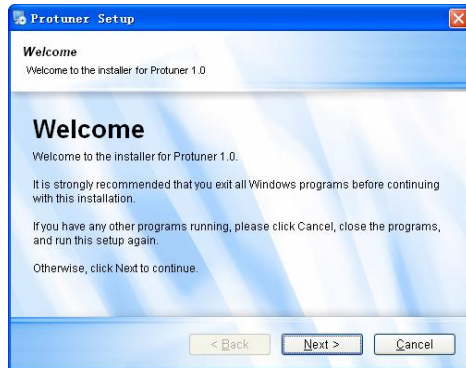 Protuner Setup
Welcome
Welcome to the installer for Protuner 1.0
Welcome
Welcome to the installer for Protuner 1.0.
It is strongly recommended that you exit all Windows programs before continuing
with this installation.
If you have any other programs running, please click Cancel, close the programs,
and run this setup again.
Otherwise, click Next to continue.
< Back Next > Cancel